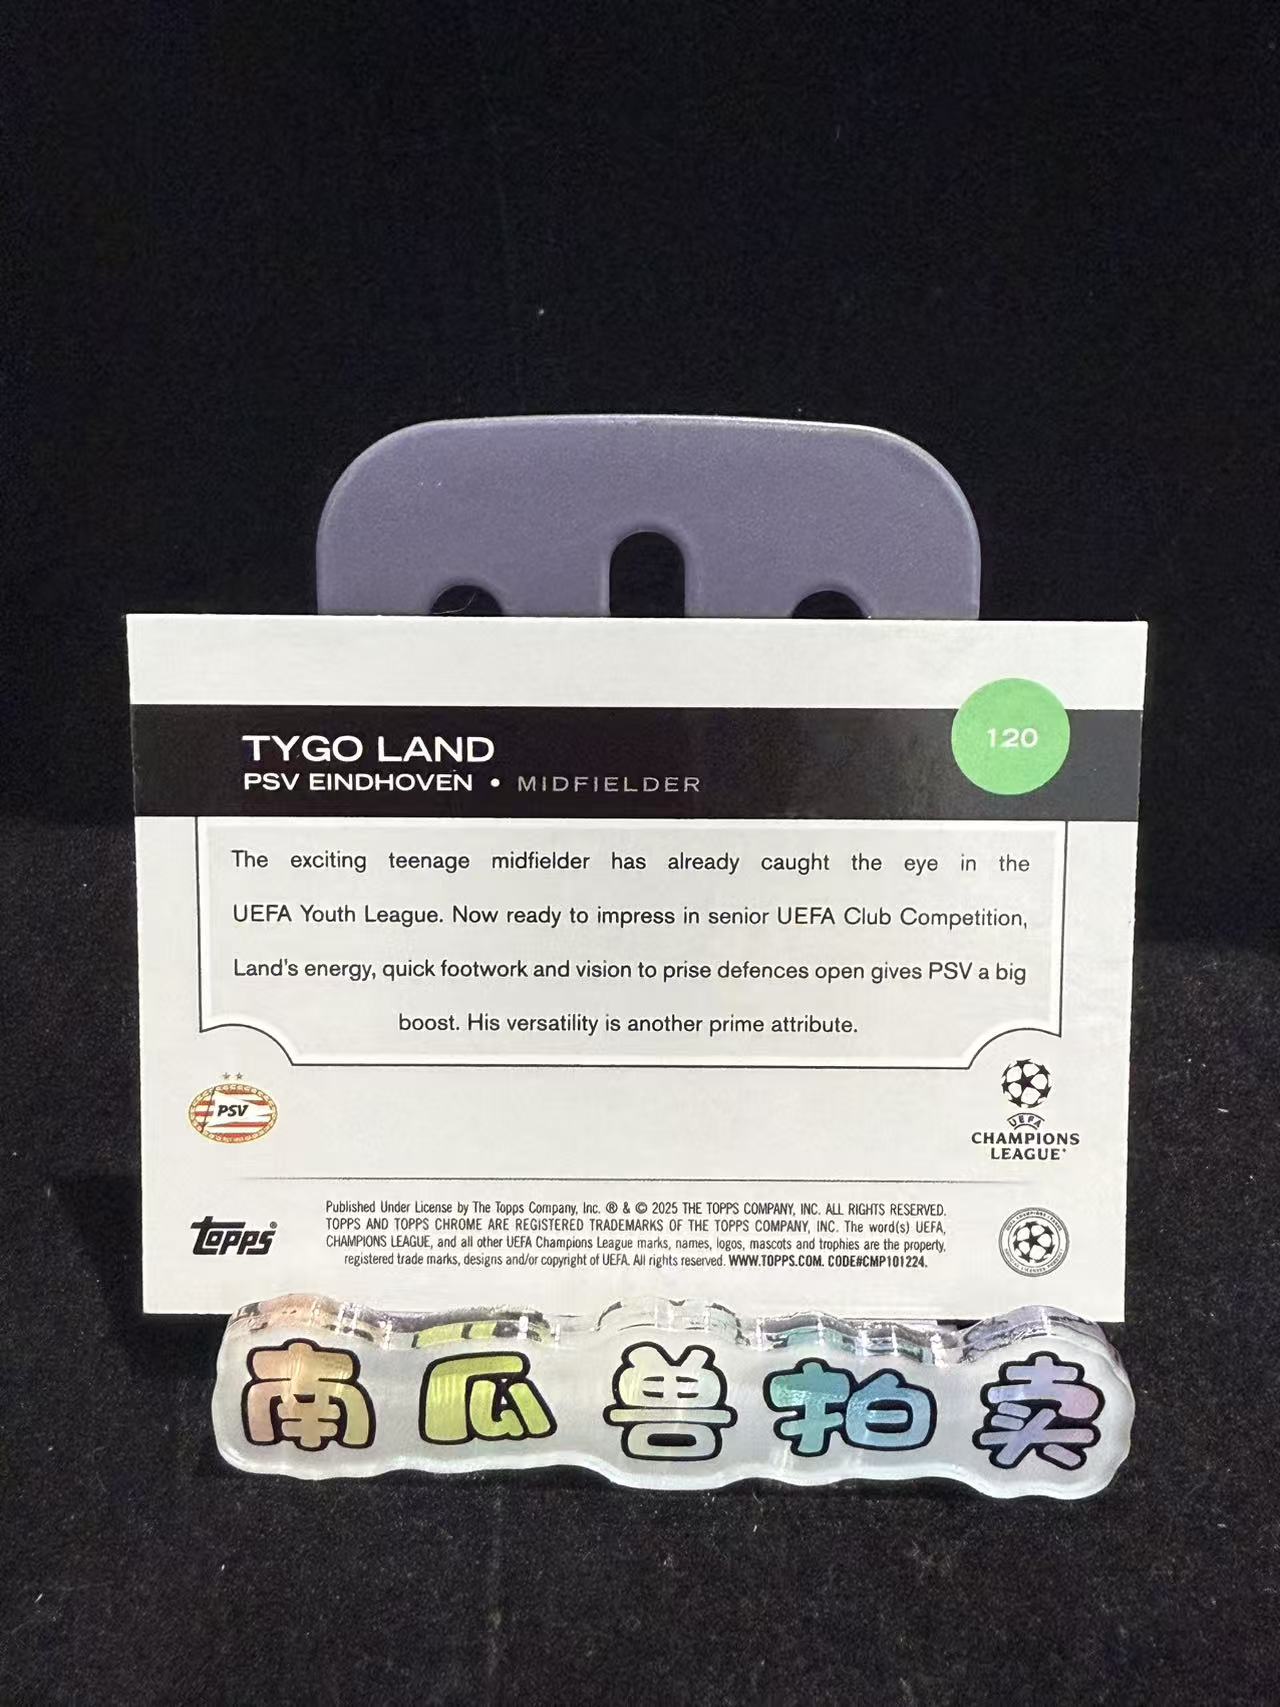 TYGO LAND
120
PSV EINDHOVEN • MIDFIELDER
The exciting teenage midfielder has already caught the eye in the
UEFA Youth League. Now ready to impress in senior UEFA Club Competition,
Land's energy, quick footwork and vision to prise defences open gives PSV a big
boost. His versatility is another prime attribute.
PSV
UEFA
CHAMPIONS
LEAGUE
Published Under License by The Topps Company, Inc. ® & © 2025 THE TOPPS COMPANY, INC. ALL RIGHTS RESERVED.
TOPPS AND TOPPS CHROME ARE REGISTERED TRADEMARKS OF THE TOPPS COMPANY, INC. The word(s) UEFA,
CHAMPIONS LEAGUE, and all other UEFA Champions League marks, names, logos, mascots and trophies are the property,
registered trade marks, designs and/or copyright of UEFA. All rights reserved. WWW.TOPPS.COM. CODE#CMP101224.
Topps®
南瓜兽拍卖